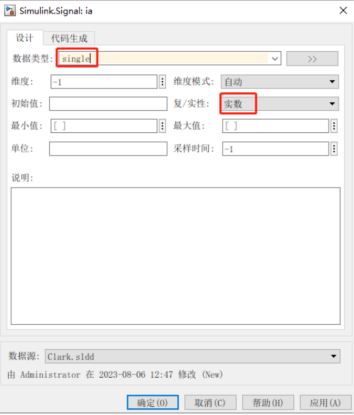 Simulink.Signal: ia
设计 代码生成
数据类型: single >>
维度: -1 维度模式: 自动
初始值: 复/实性: 实数
最小值: [ ] 最大值: [ ]
单位: 采样时间: -1
说明:
数据源: Clark.sldd
由 Administrator 在 2023-08-06 12:47 修改 (New)
确定(O) 取消(C) 帮助(H) 应用(A)